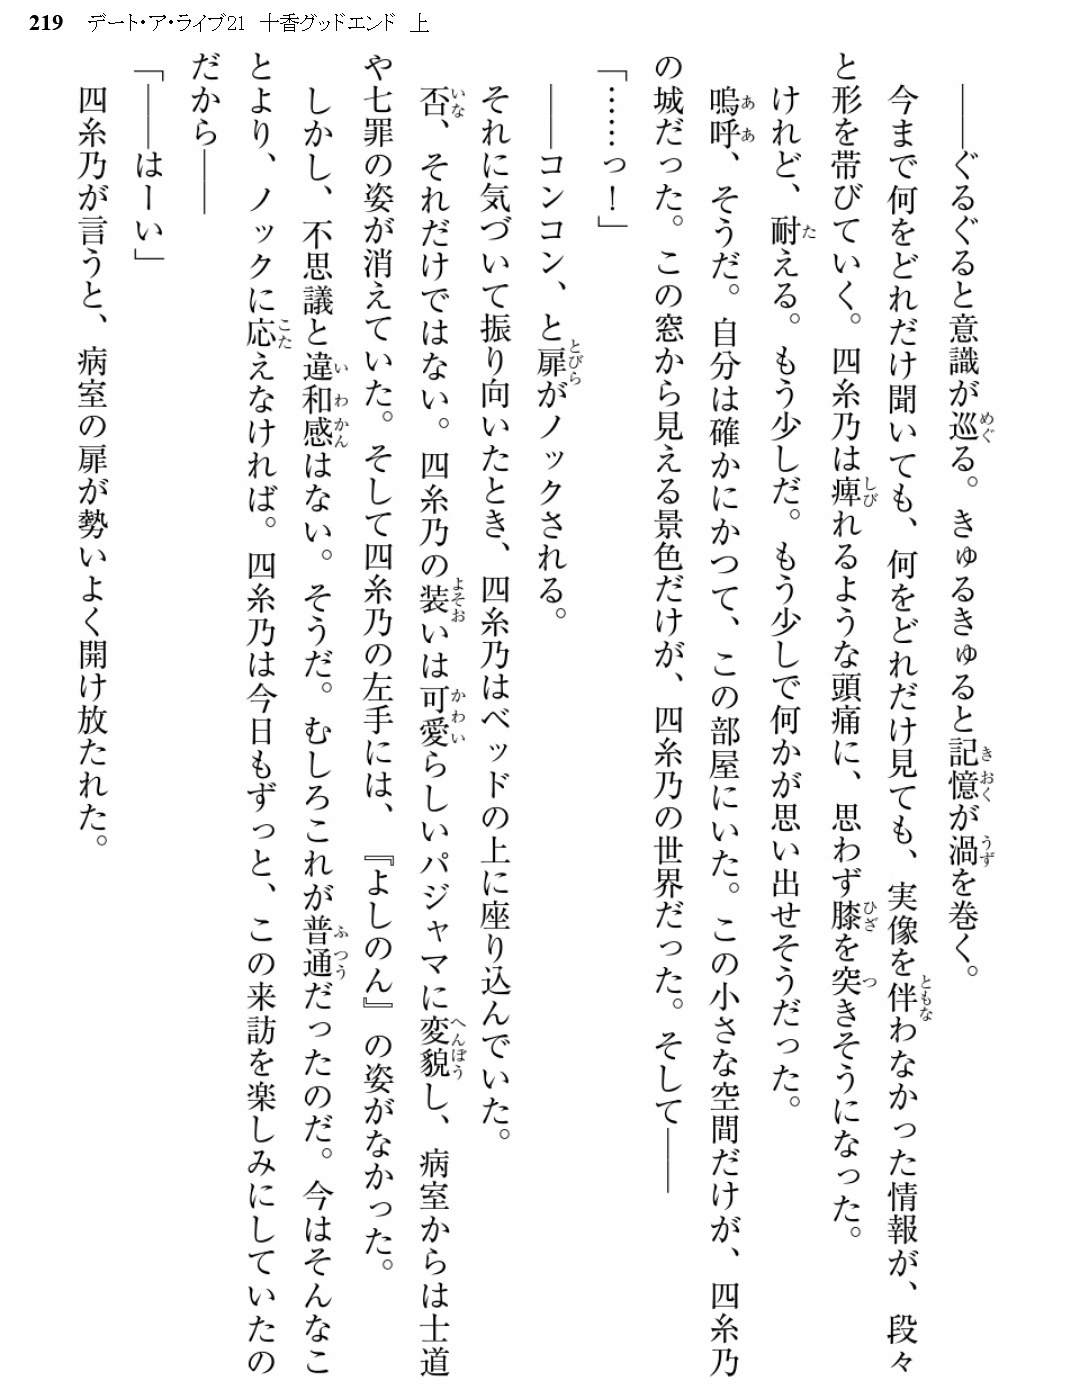 219 デート・ア・ライブ21 十香グッドエンド 上
――ぐるぐると意識が巡る。きゅるきゅると記憶が渦を巻く。
今まで何をどれだけ聞いても、何をどれだけ見ても、実像を伴わなかった情報が、段々
と形を帯びていく。四糸乃は痺れるような頭痛に、思わず膝を突きそうになった。
けれど、耐える。もう少しだ。もう少しで何かが思い出せそうだった。
嗚呼、そうだ。自分は確かにかつて、この部屋にいた。この小さな空間だけが、四糸乃
の城だった。この窓から見える景色だけが、四糸乃の世界だった。そして――
「……っ！」
――コンコン、と扉がノックされる。
それに気づいて振り向いたとき、四糸乃はベッドの上に座り込んでいた。
否、それだけではない。四糸乃の装いは可愛らしいパジャマに変貌し、病室からは士道
や七罪の姿が消えていた。そして四糸乃の左手には、『よしのん』の姿がなかった。
しかし、不思議と違和感はない。そうだ。むしろこれが普通だったのだ。今はそんなこ
とより、ノックに応えなければ。四糸乃は今日もずっと、この来訪を楽しみにしていたの
だから――
「――はーい」
四糸乃が言うと、病室の扉が勢いよく開け放たれた。